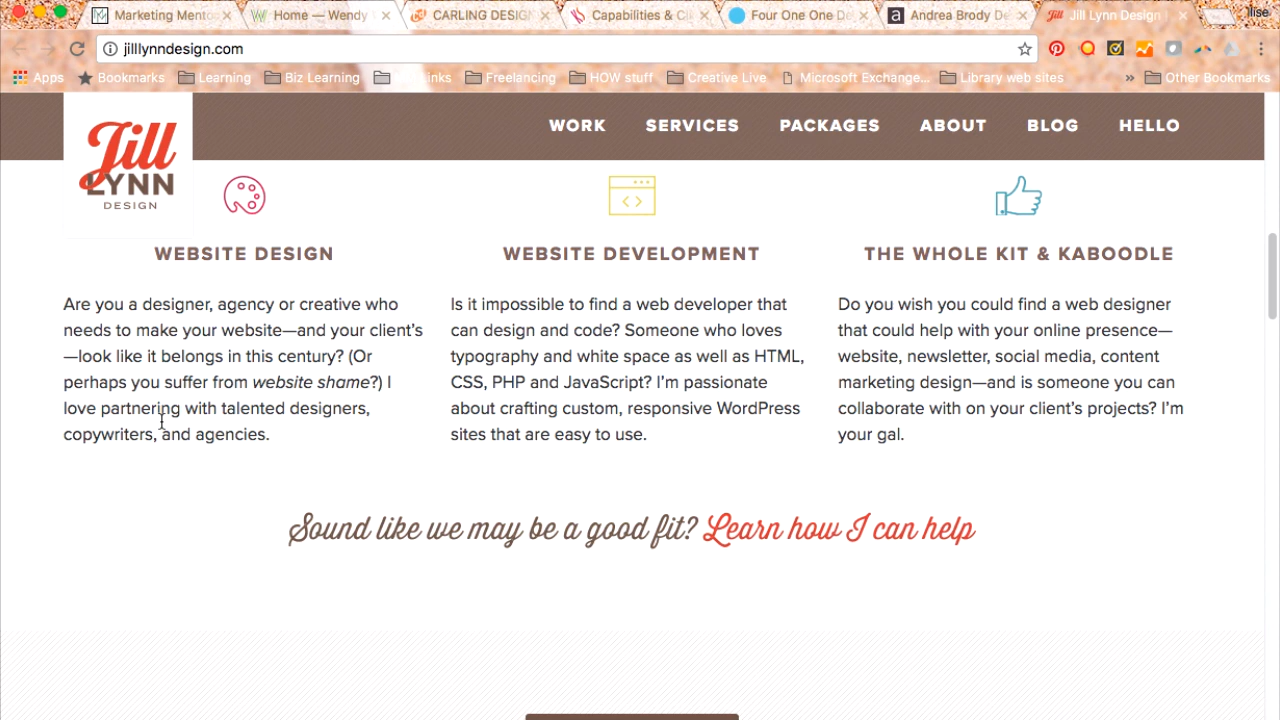 Marketing Mento
Home — Wendy
CARLING DESIGN
Capabilities & Cl
Four One One De
Andrea Brody De
Jill Lynn Design |
Ilise
jilllynndesign.com
Apps
Bookmarks
Learning
Biz Learning
Links
Freelancing
HOW stuff
Creative Live
Microsoft Exchange...
Library web sites
»
Other Bookmarks
Jill
LYNN
DESIGN
WORK
SERVICES
PACKAGES
ABOUT
BLOG
HELLO
WEBSITE DESIGN
Are you a designer, agency or creative who
needs to make your website—and your client's
—look like it belongs in this century? (Or
perhaps you suffer from website shame?) I
love partnering with talented designers,
copywriters, and agencies.
WEBSITE DEVELOPMENT
Is it impossible to find a web developer that
can design and code? Someone who loves
typography and white space as well as HTML,
CSS, PHP and JavaScript? I'm passionate
about crafting custom, responsive WordPress
sites that are easy to use.
THE WHOLE KIT & KABOODLE
Do you wish you could find a web designer
that could help with your online presence—
website, newsletter, social media, content
marketing design—and is someone you can
collaborate with on your client's projects? I'm
your gal.
Sound like we may be a good fit? Learn how I can help